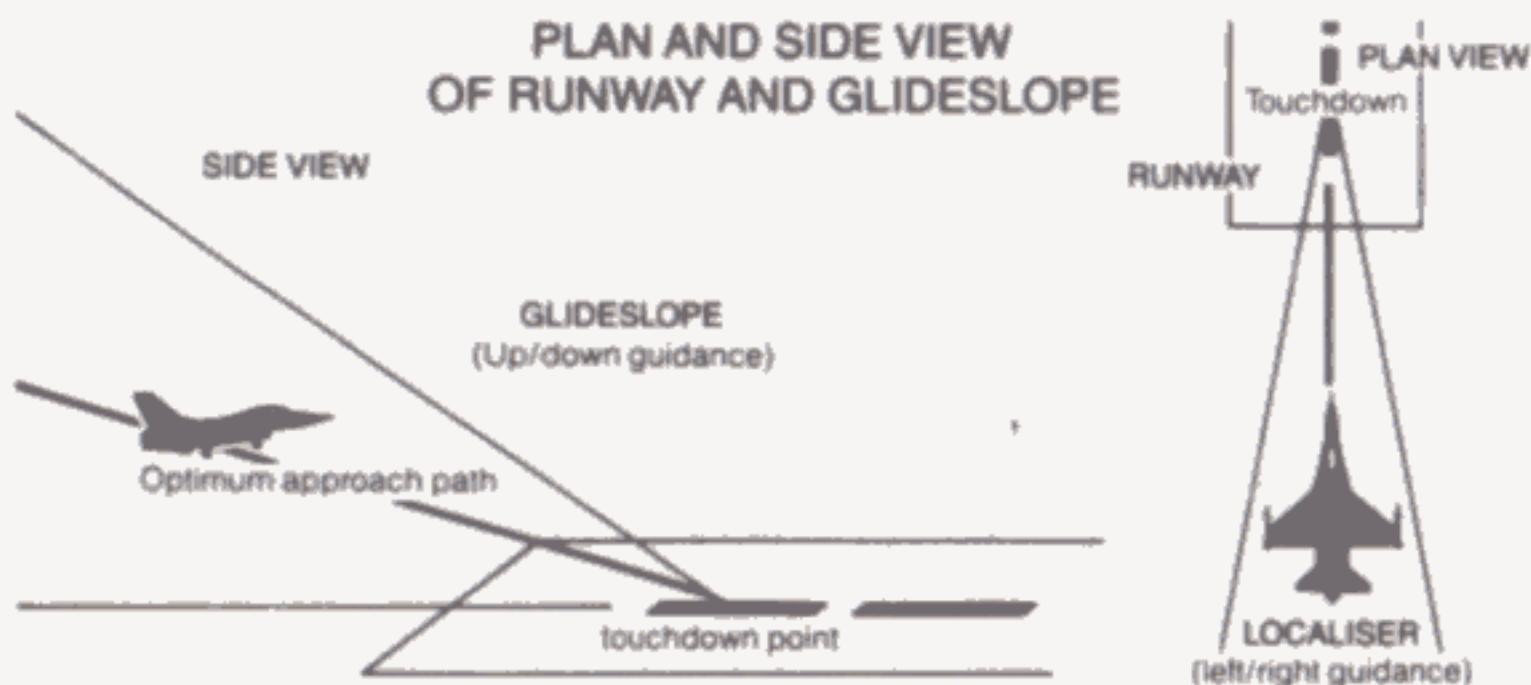 PLAN AND SIDE VIEW
OF RUNWAY AND GLIDESLOPE
SIDE VIEW
GLIDESLOPE
(Up/down guidance)
Optimum approach path
touchdown point
PLAN VIEW
Touchdown
RUNWAY
LOCALISER
(left/right guidance)